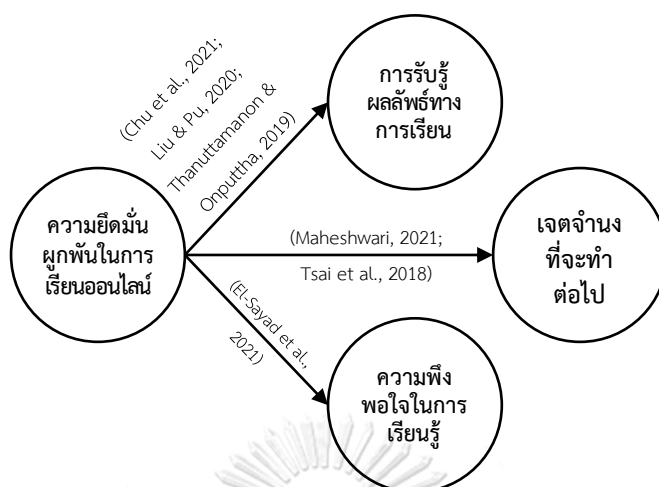 การรับรู้
ผลลัพธ์ทาง
การเรียน
(Chu et al., 2021;
Liu & Pu, 2020;
Thanuttamanon &
Onputtha, 2019)
ความยึดมั่น
ผูกพันในการ
เรียนออนไลน์
(Maheshwari, 2021;
Tsai et al., 2018)
เจตจำนง
ที่จะทำ
ต่อไป
(El-Sayad et al.,
2021)
ความพึง
พอใจในการ
เรียนรู้